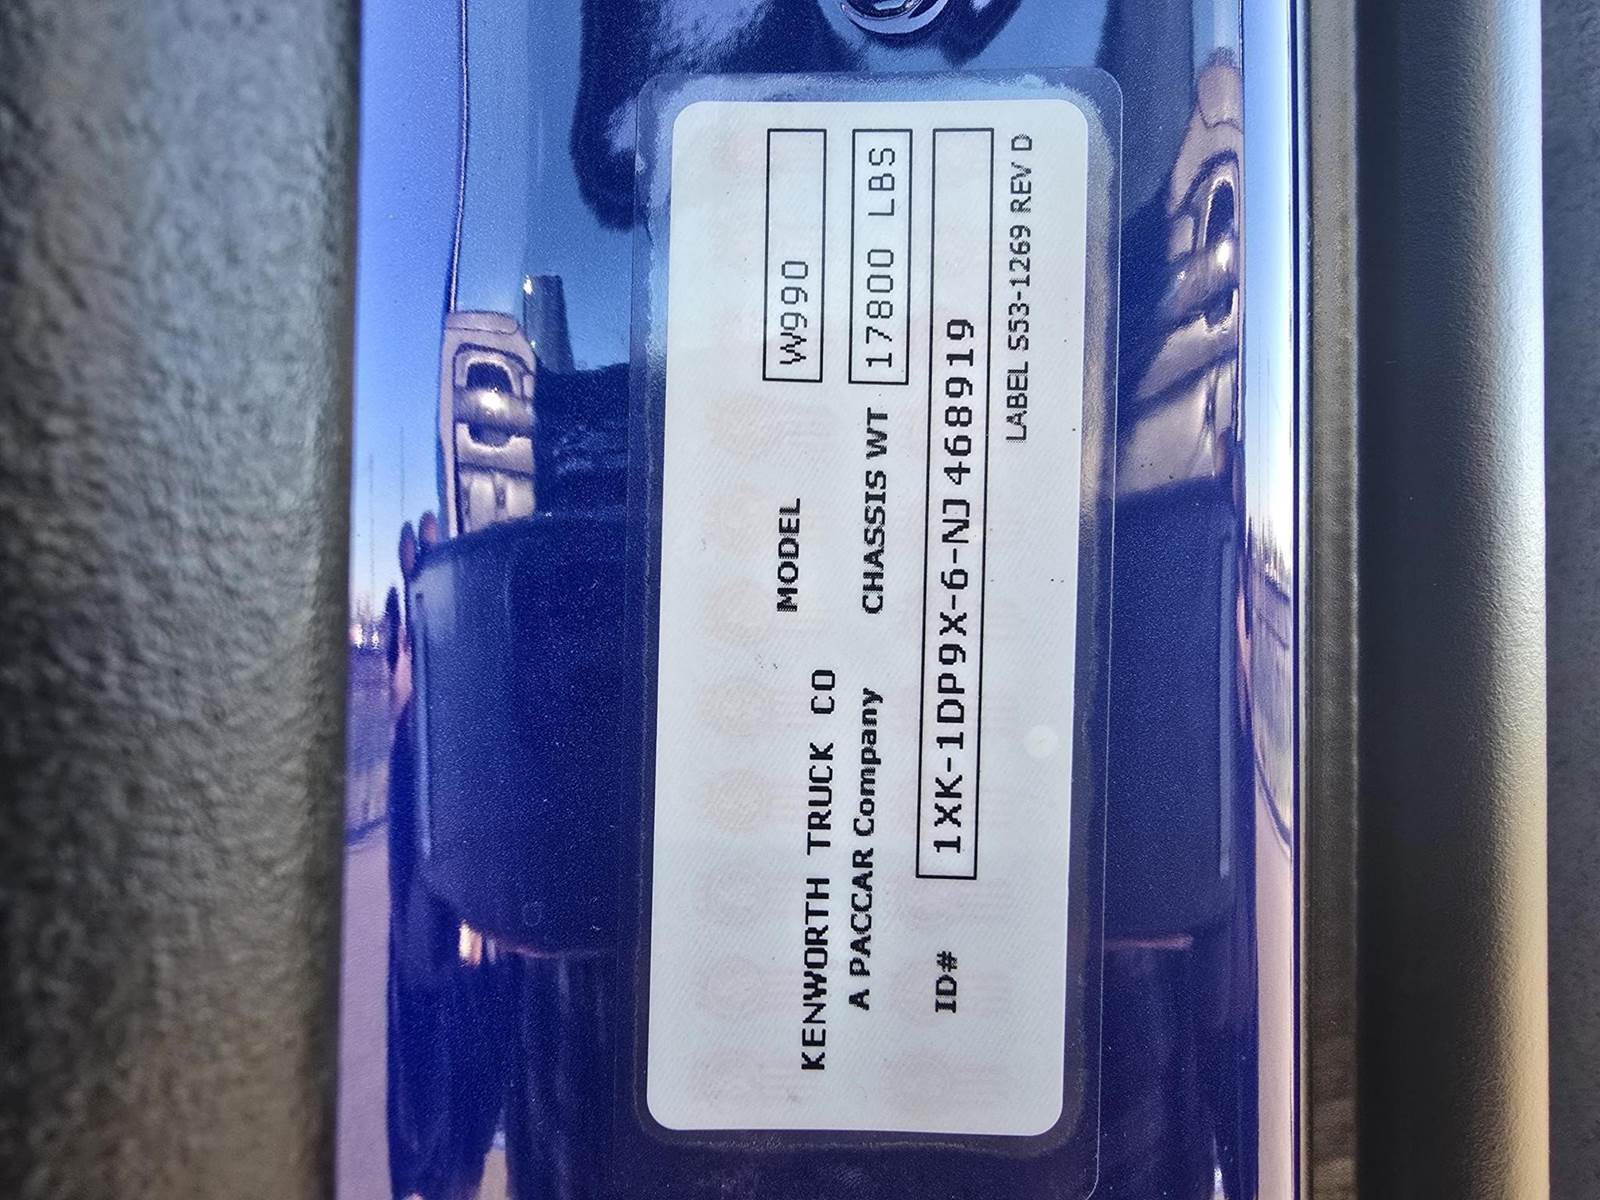 KENWORTH TRUCK CO
A PACCAR Company
MODEL W990
CHASSIS WT 17800 LBS
ID# 1XK-1DP9X-6-NJ468919
LABEL S53-1269 REV D